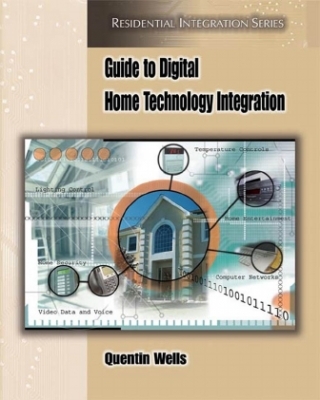 RESIDENTIAL INTEGRATION SERIES
Guide to Digital
Home Technology Integration
Temperature Controls
Lighting Control
Home Entertainment
Home Security
Computer Networks
Video Data and Voice
Quentin Wells